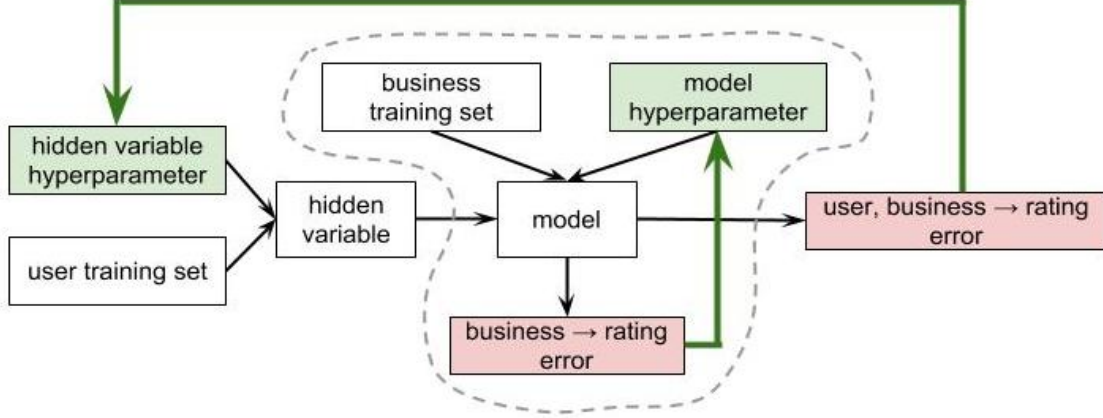 business
training set
model
hyperparameter
hidden variable
hyperparameter
hidden
variable
model
user, business → rating
error
user training set
business → rating
error